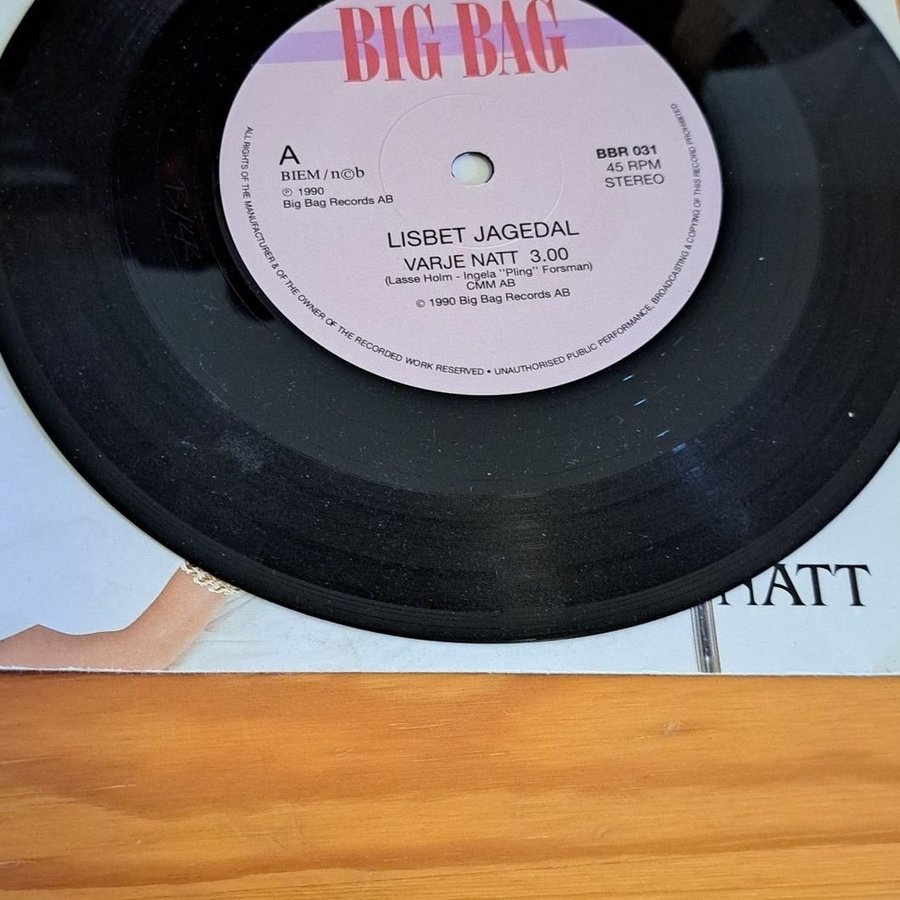 BIG BAG
A
BIEM / n©b
℗ 1990
Big Bag Records AB
BBR 031
45 RPM
STEREO
LISBET JAGEDAL
VARJE NATT 3.00
(Lasse Holm - Ingela "Pling" Forsman)
CMM AB
© 1990 Big Bag Records AB
ALL RIGHTS OF THE MANUFACTURER & OF THE OWNER OF THE RECORDED WORK RESERVED • UNAUTHORISED PUBLIC PERFORMANCE, BROADCASTING & COPYING OF THIS RECORD PROHIBITED
NATT